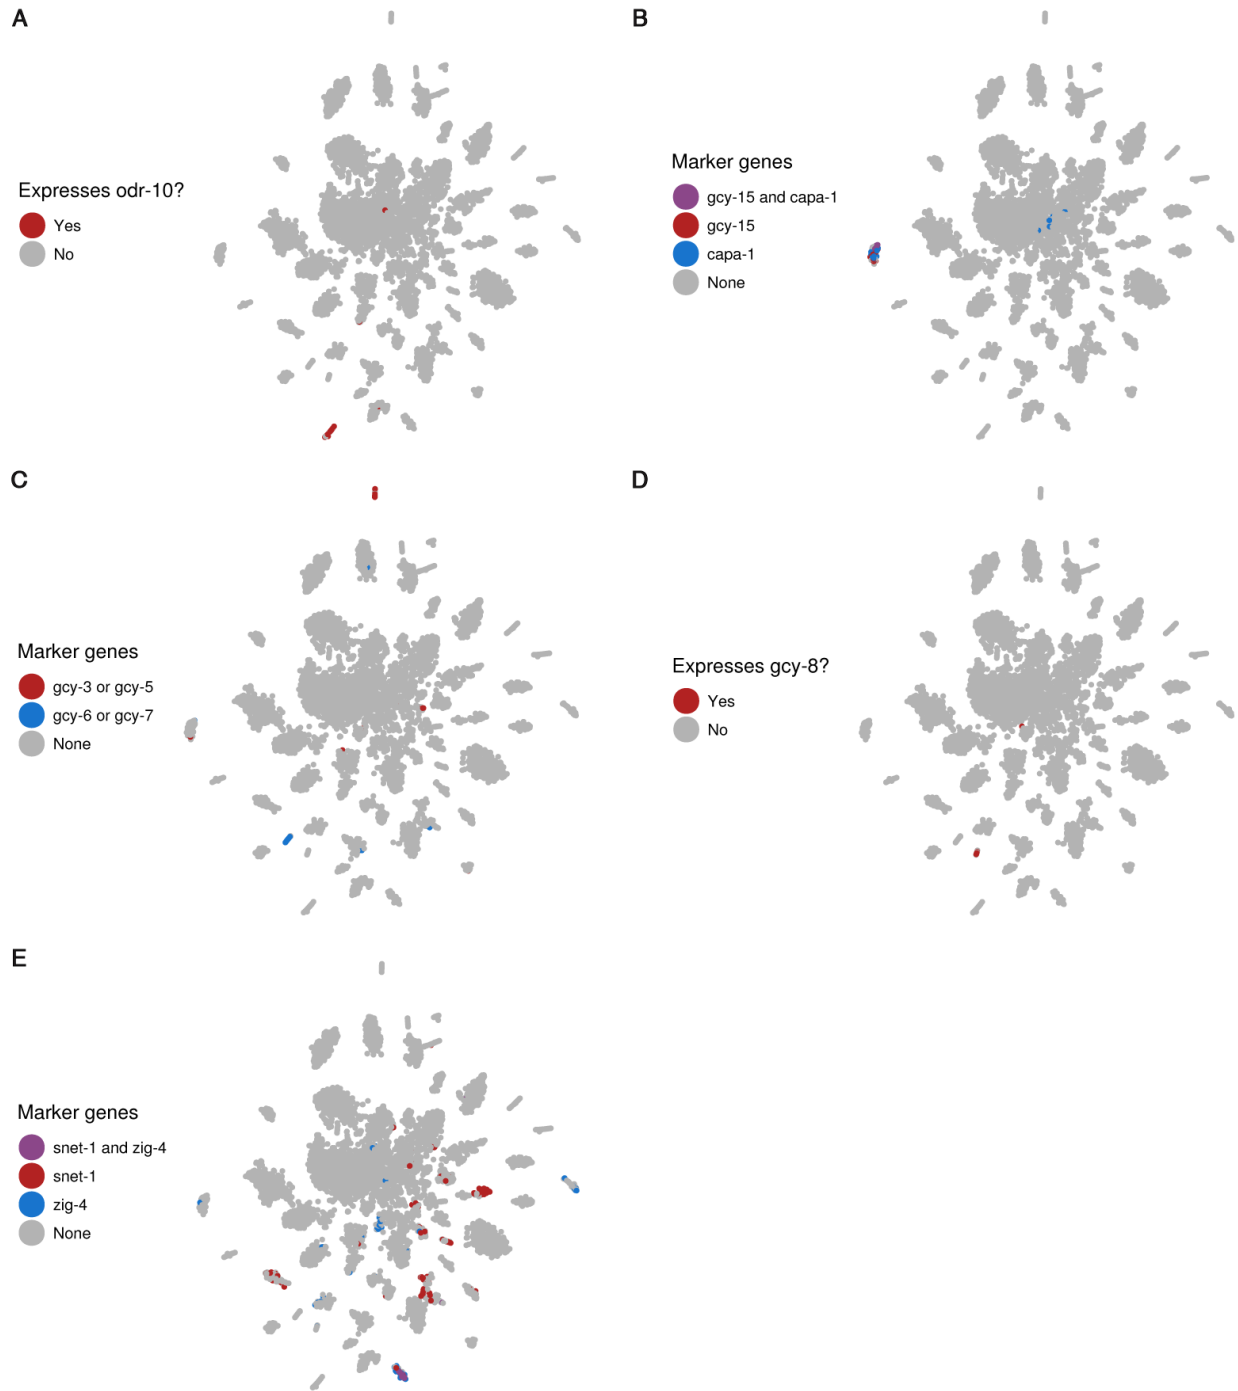 A
Expresses odr-10?
Yes
No
B
Marker genes
gcy-15 and capa-1
gcy-15
capa-1
None
C
Marker genes
gcy-3 or gcy-5
gcy-6 or gcy-7
None
D
Expresses gcy-8?
Yes
No
E
Marker genes
snet-1 and zig-4
snet-1
zig-4
None